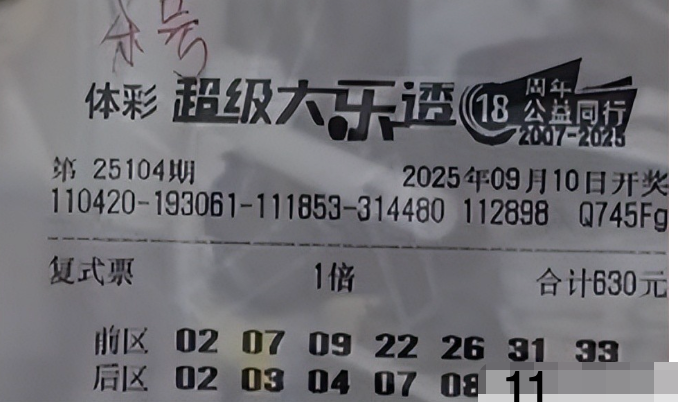 体彩 超级大乐透 18 周年 公益同行 2007-2025
第 25104期 2025年09月10日开奖
110420-193061-111853-314480 112898 Q745Fg
复式票 1倍 合计630元
前区 02 07 09 22 26 31 33
后区 02 03 04 07 08 11